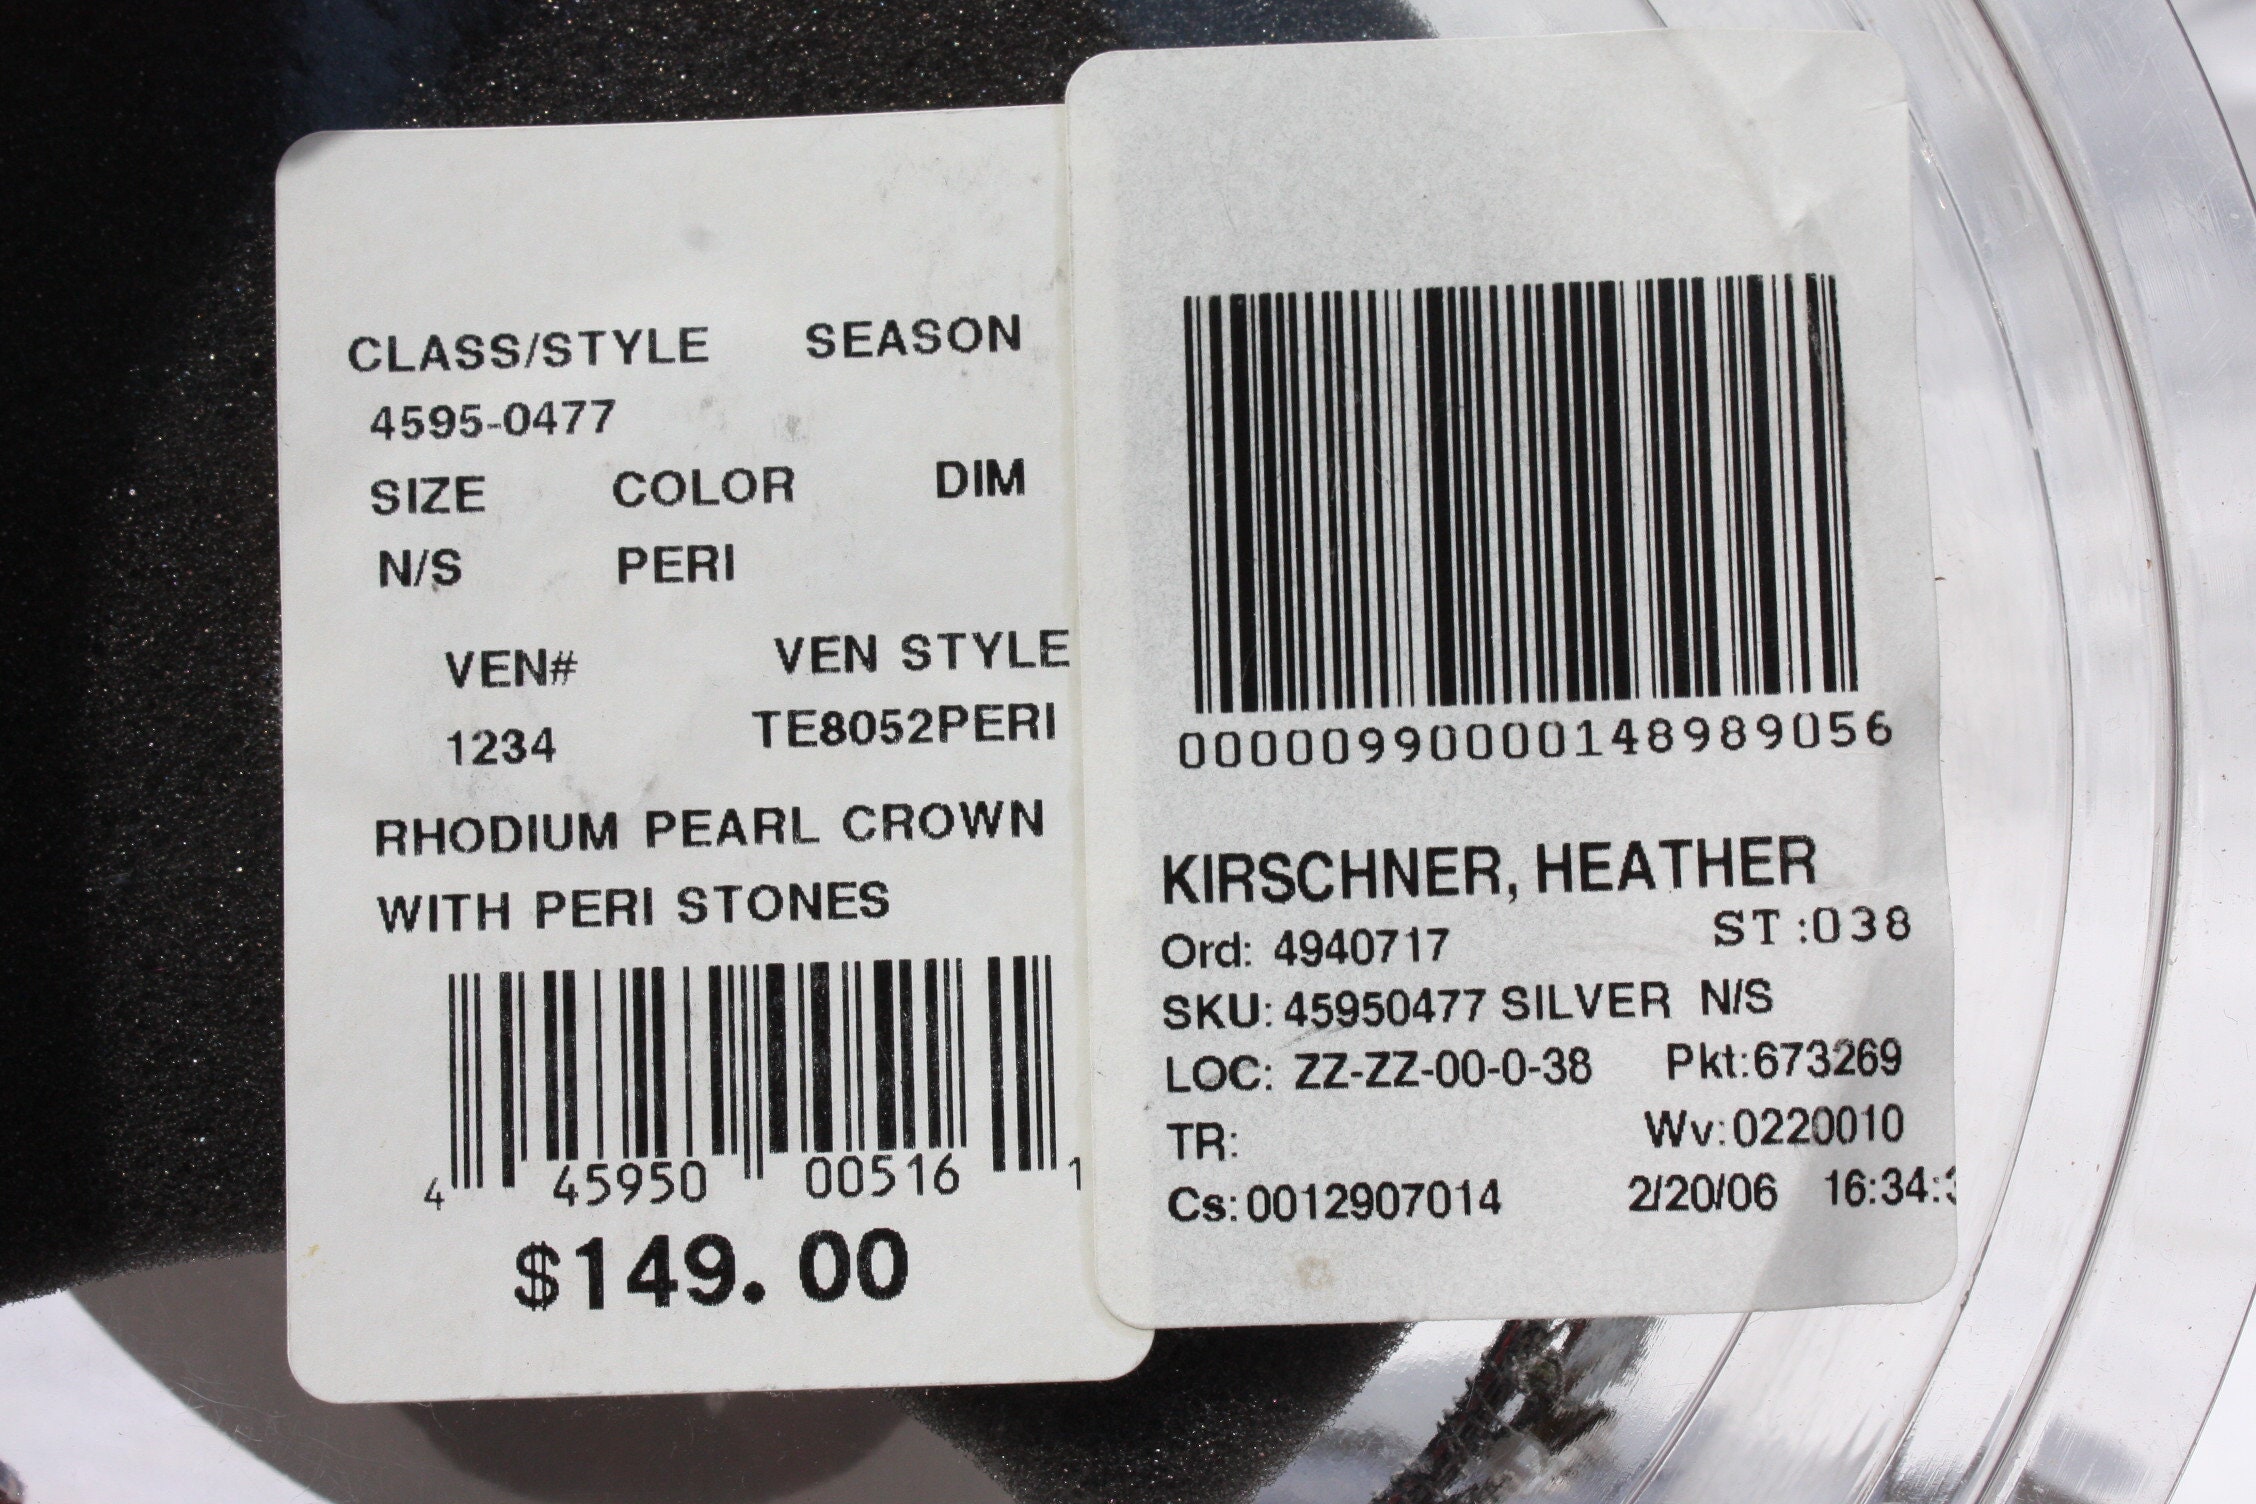 CLASS/STYLE SEASON
4595-0477
SIZE COLOR DIM
N/S PERI
VEN# VEN STYLE
1234 TE8052PERI
RHODIUM PEARL CROWN
WITH PERI STONES
4 45950 00516 1
$149.00
00000990000148989056
KIRSCHNER, HEATHER
ST:038
Ord: 4940717
SKU: 45950477 SILVER N/S
LOC: ZZ-ZZ-00-0-38 Pkt:673269
TR: Wv:0220010
Cs:0012907014 2/20/06 16:34: